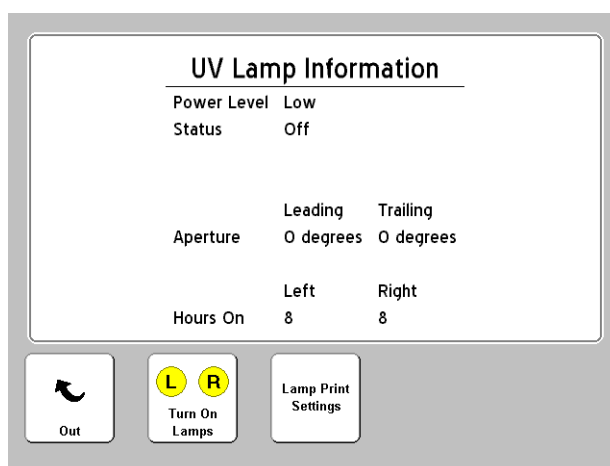 UV Lamp Information
Power Level Low
Status Off
Leading Trailing
Aperture 0 degrees 0 degrees
Left Right
Hours On 8 8
Out
L R
Turn On
Lamps
Lamp Print
Settings